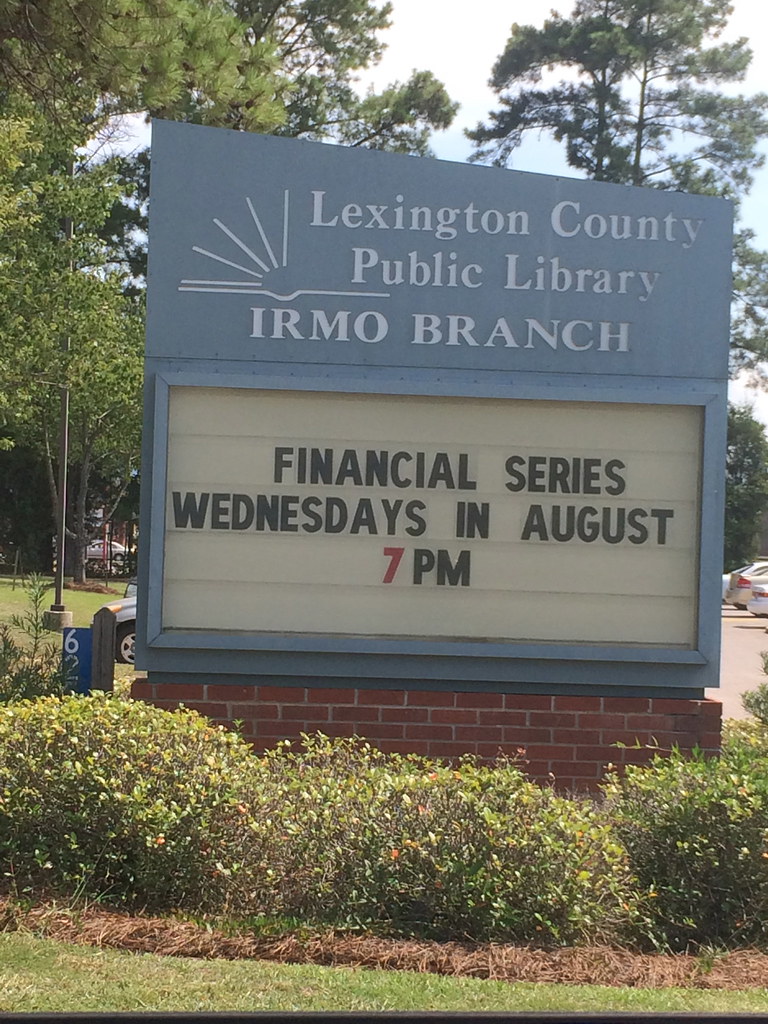 Lexington County
Public Library
IRMO BRANCH
FINANCIAL SERIES
WEDNESDAYS IN AUGUST
7 PM